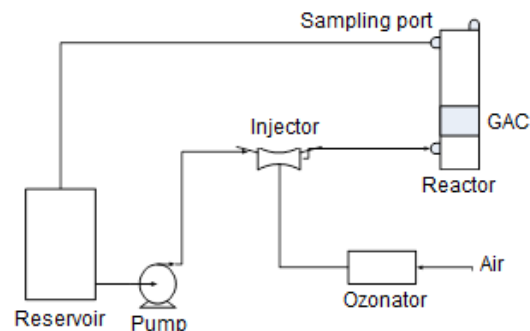 Sampling port
GAC
Injector
Reactor
Air
Ozonator
Reservoir
Pump